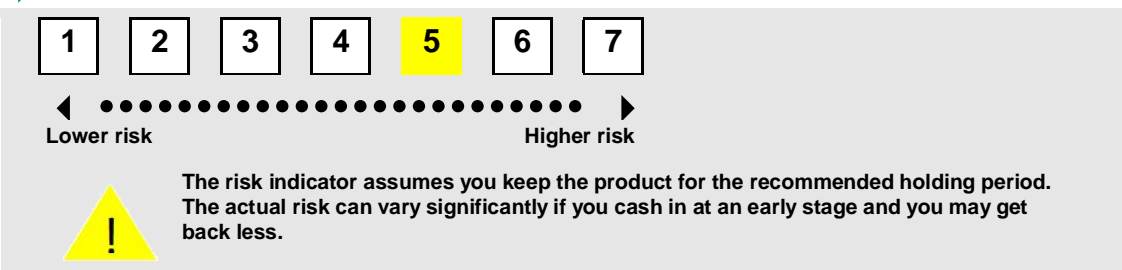 1 2 3 4 5 6 7
Lower risk Higher risk
The risk indicator assumes you keep the product for the recommended holding period.
The actual risk can vary significantly if you cash in at an early stage and you may get
back less.
!